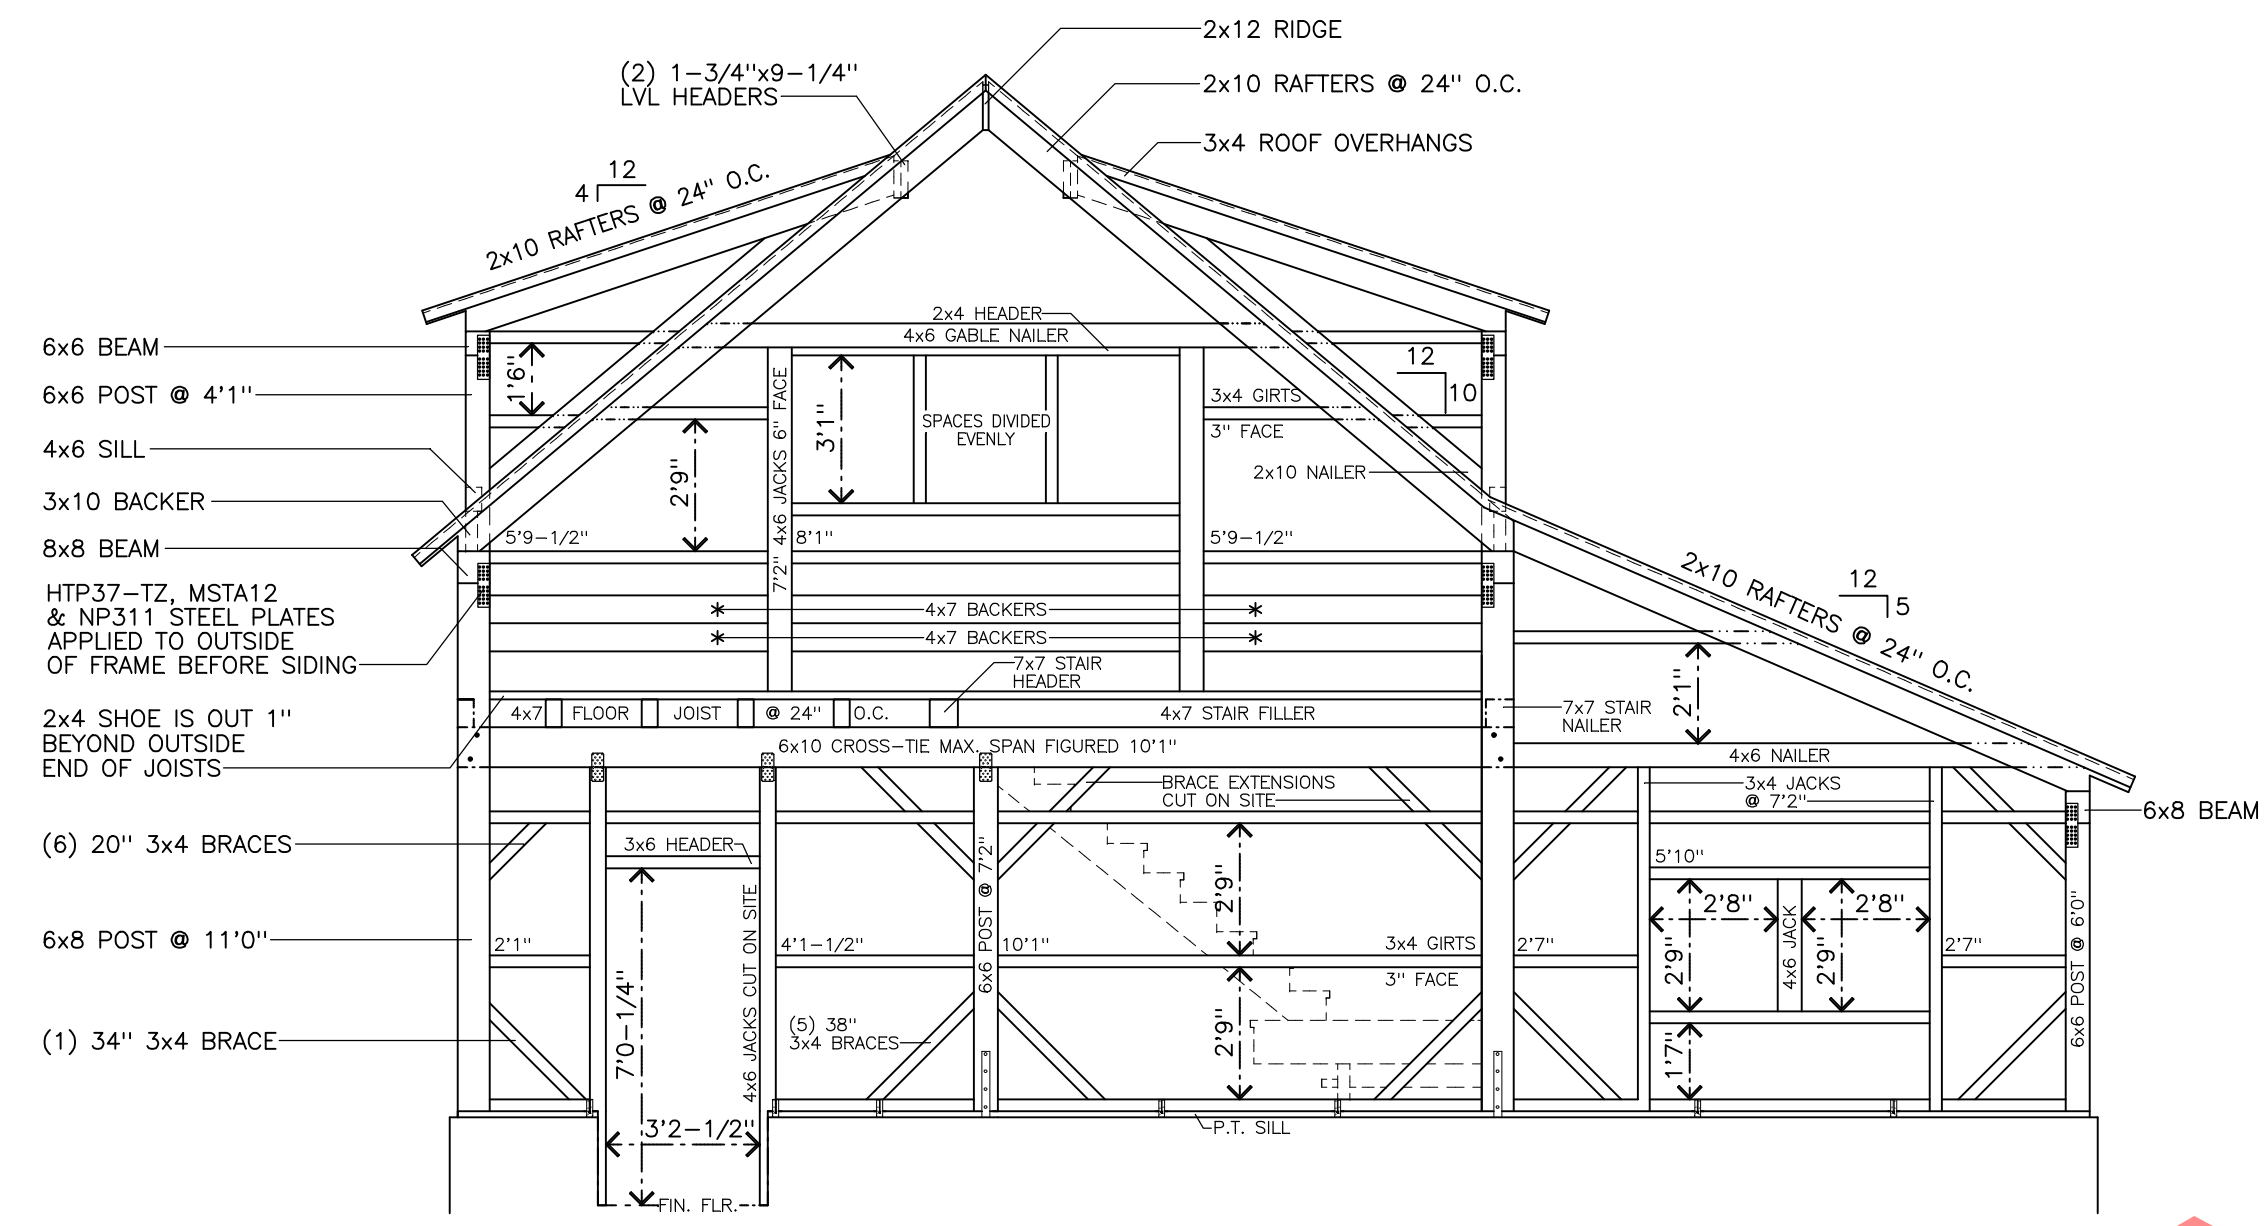 2x12 RIDGE
(2) 1-3/4"x9-1/4"
LVL HEADERS
2x10 RAFTERS @ 24" O.C.
3x4 ROOF OVERHANGS
12
4
2x10 RAFTERS @ 24" O.C.
2x4 HEADER
4x6 GABLE NAILER
6x6 BEAM
6x6 POST @ 4'1"
4x6 SILL
3x10 BACKER
8x8 BEAM
HTP37-TZ, MSTA12
& NP311 STEEL PLATES
APPLIED TO OUTSIDE
OF FRAME BEFORE SIDING
2x4 SHOE IS OUT 1"
BEYOND OUTSIDE
END OF JOISTS
(6) 20" 3x4 BRACES
6x8 POST @ 11'0"
(1) 34" 3x4 BRACE
1'6"
2'9"
7'2" 4x6 JACKS 6" FACE
3'1"
SPACES DIVIDED
EVENLY
12
10
3x4 GIRTS
3" FACE
2x10 NAILER
5'9-1/2"
8'1"
5'9-1/2"
4x7 BACKERS
4x7 BACKERS
7x7 STAIR
HEADER
4x7
FLOOR
JOIST
@ 24"
O.C.
4x7 STAIR FILLER
6x10 CROSS-TIE MAX. SPAN FIGURED 10'1"
2x10 RAFTERS @ 24" O.C.
12
5
2'1"
7x7 STAIR
NAILER
4x6 NAILER
BRACE EXTENSIONS
CUT ON SITE
3x4 JACKS
@ 7'2"
6x8 BEAM
3x6 HEADER
4x6 JACKS CUT ON SITE
6x6 POST @ 7'2"
2'9"
5'10"
2'8"
2'8"
2'1"
4'1-1/2"
10'1"
3x4 GIRTS
3" FACE
2'7"
2'9"
4x6 JACK
2'9"
2'7"
6x6 POST @ 6'0"
7'0-1/4"
(5) 38"
3x4 BRACES
2'9"
1'7"
3'2-1/2"
P.T. SILL
FIN. FLR.